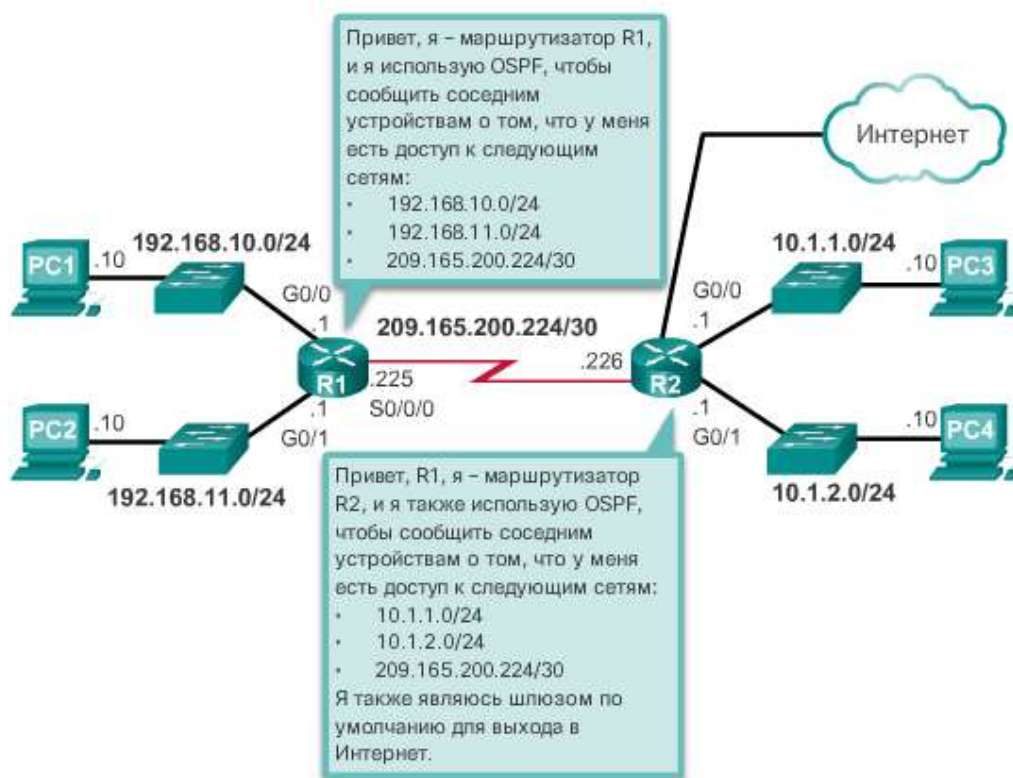 Привет, я – маршрутизатор R1,
и я использую OSPF, чтобы
сообщить соседним
устройствам о том, что у меня
есть доступ к следующим
сетям:
• 192.168.10.0/24
• 192.168.11.0/24
• 209.165.200.224/30
Интернет
192.168.10.0/24
10.1.1.0/24
PC1
.10
.10
PC3
G0/0
G0/0
.1
209.165.200.224/30
.1
R1
.225
.226
R2
S0/0/0
.1
G0/1
.1
G0/1
PC2
.10
.10
PC4
192.168.11.0/24
10.1.2.0/24
Привет, R1, я – маршрутизатор
R2, и я также использую OSPF,
чтобы сообщить соседним
устройствам о том, что у меня
есть доступ к следующим сетям:
• 10.1.1.0/24
• 10.1.2.0/24
• 209.165.200.224/30
Я также являюсь шлюзом по
умолчанию для выхода в
Интернет.